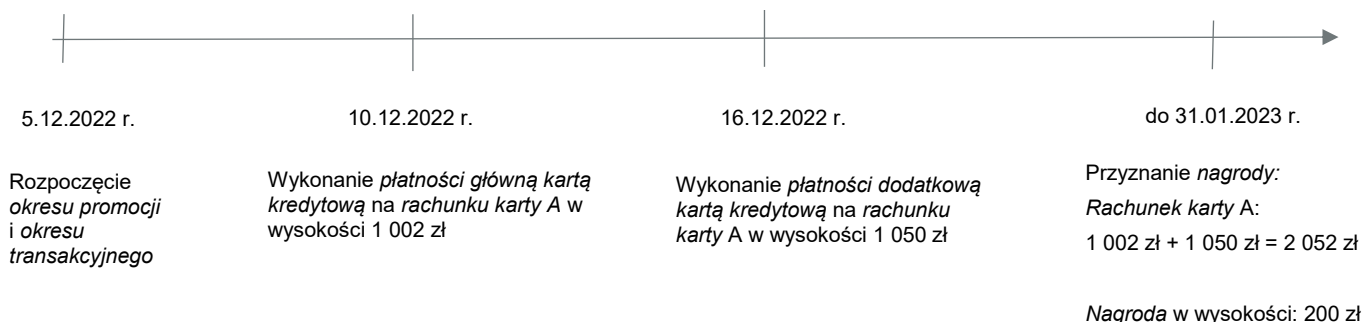 5.12.2022 r.
10.12.2022 r.
16.12.2022 r.
do 31.01.2023 r.
Rozpoczęcie
okresu promocji
i okresu
transakcyjnego
Wykonanie płatności główną kartą
kredytową na rachunku karty A w
wysokości 1 002 zł
Wykonanie płatności dodatkową
kartą kredytową na rachunku
karty A w wysokości 1 050 zł
Przyznanie nagrody:
Rachunek karty A:
1 002 zł + 1 050 zł = 2 052 zł
Nagroda w wysokości: 200 zł